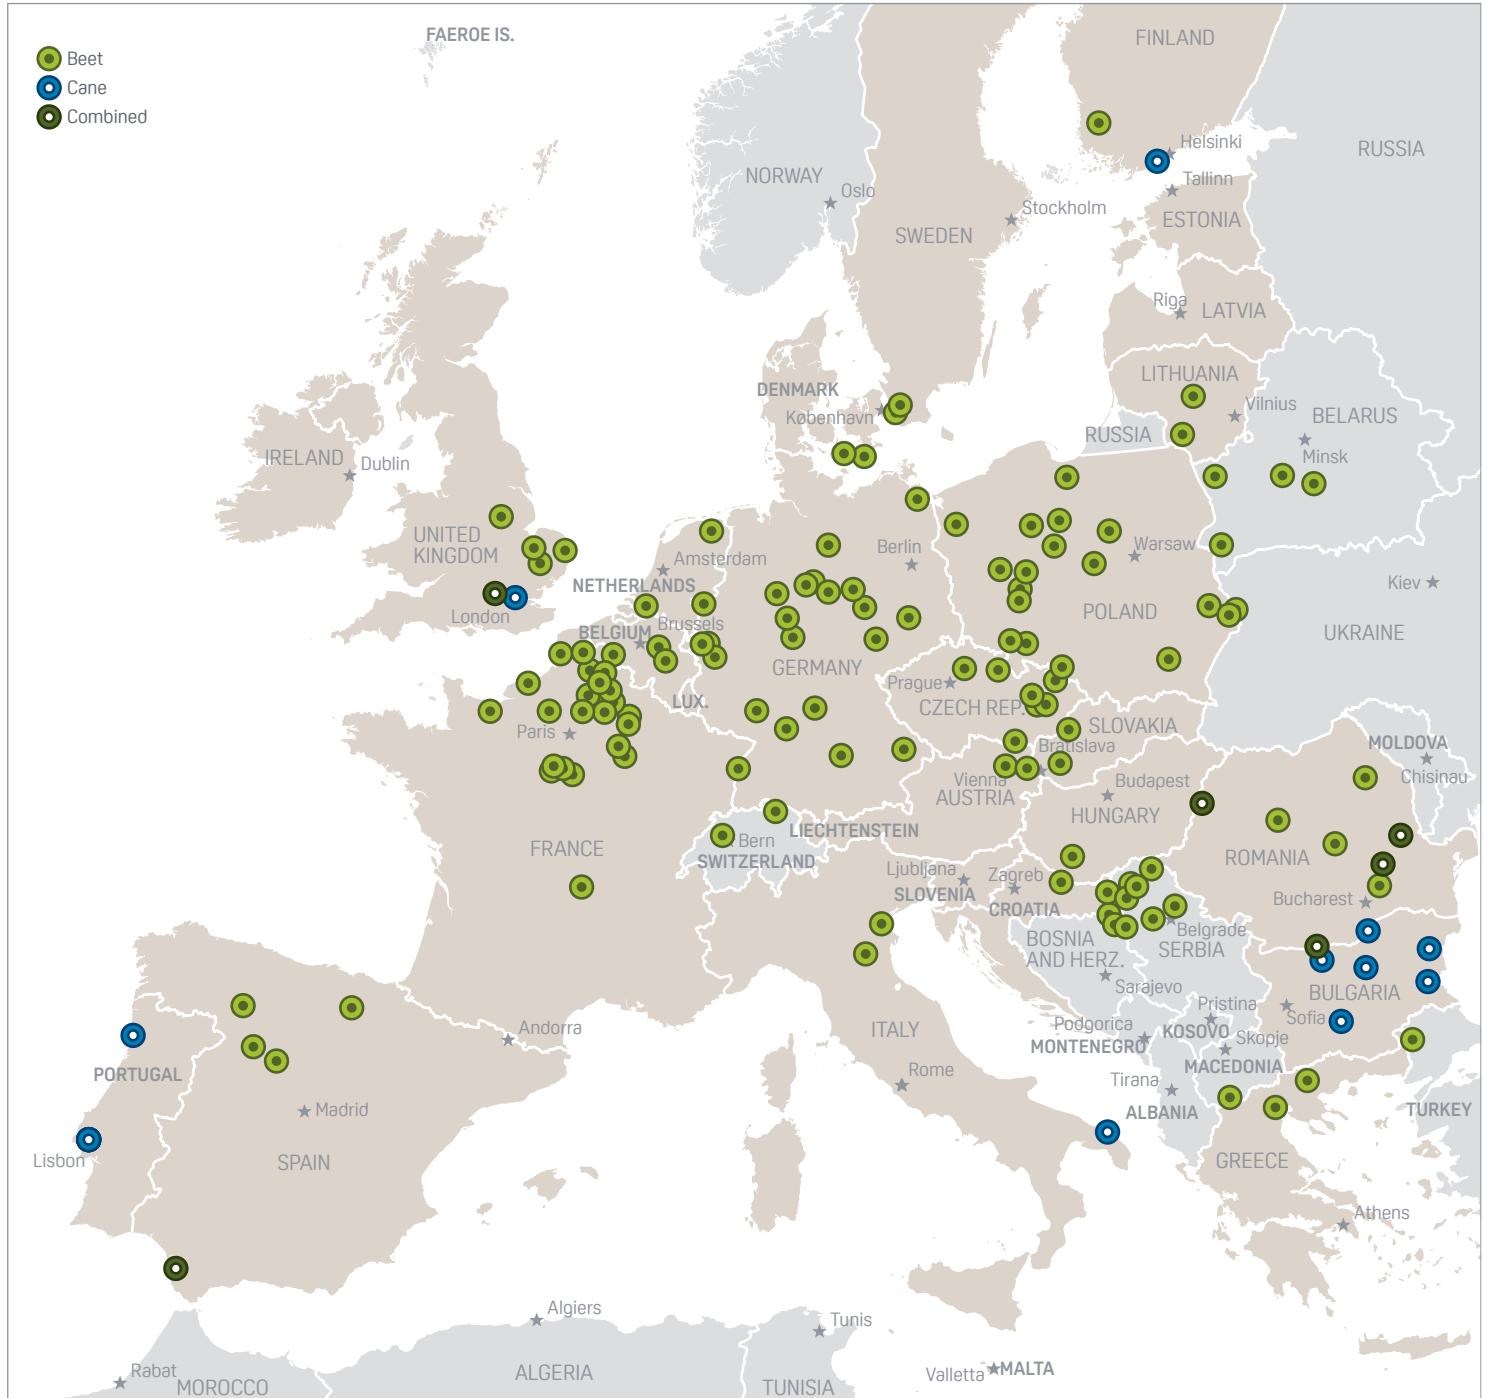 FAEROE IS.
Beet
Cane
Combined
FINLAND
Helsinki
RUSSIA
NORWAY
Oslo
Tallinn
ESTONIA
Stockholm
SWEDEN
Riga
LATVIA
LITHUANIA
DENMARK
København
Vilnius
BELARUS
RUSSIA
Minsk
IRELAND
Dublin
UNITED
KINGDOM
London
Amsterdam
NETHERLANDS
Berlin
Warsaw
Kiev
POLAND
UKRAINE
BELGIUM
Brussels
GERMANY
Prague
CZECH REP.
LUX.
Paris
SLOVAKIA
Bratislava
Vienna
AUSTRIA
MOLDOVA
Chisinau
Budapest
HUNGARY
LIECHTENSTEIN
Bern
SWITZERLAND
FRANCE
ROMANIA
Ljubljana
SLOVENIA
Zagreb
CROATIA
Bucharest
BOSNIA
AND HERZ.
Belgrade
SERBIA
Sarajevo
BULGARIA
Sofia
Pristina
KOSOVO
Podgorica
MONTENEGRO
Skopje
MACEDONIA
Andorra
ITALY
Rome
PORTUGAL
Madrid
Tirana
ALBANIA
TURKEY
Lisbon
SPAIN
GREECE
Athens
Algiers
Tunis
Rabat
MOROCCO
ALGERIA
TUNISIA
Valletta
MALTA